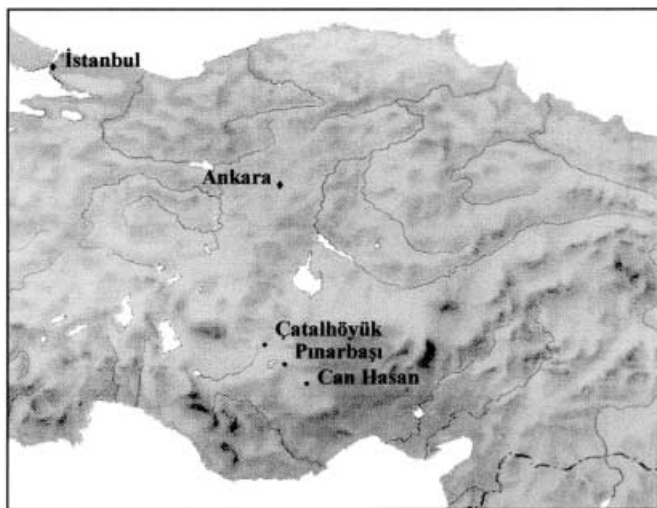 İstanbul
Ankara
Çatalhöyük
Pınarbaşı
Can Hasan